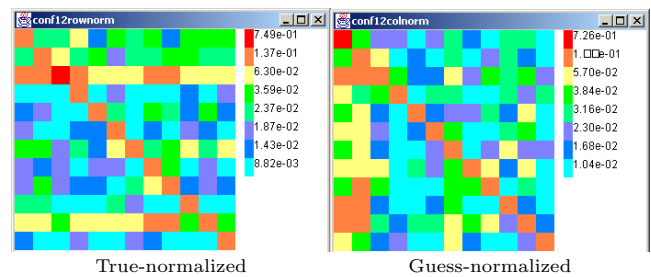 conf12rownorm
7.49e-01
1.37e-01
6.30e-02
3.59e-02
2.37e-02
1.87e-02
1.43e-02
8.82e-03
conf12colnorm
7.26e-01
1.□□e-01
5.70e-02
3.84e-02
3.16e-02
2.30e-02
1.68e-02
1.04e-02
True-normalized
Guess-normalized